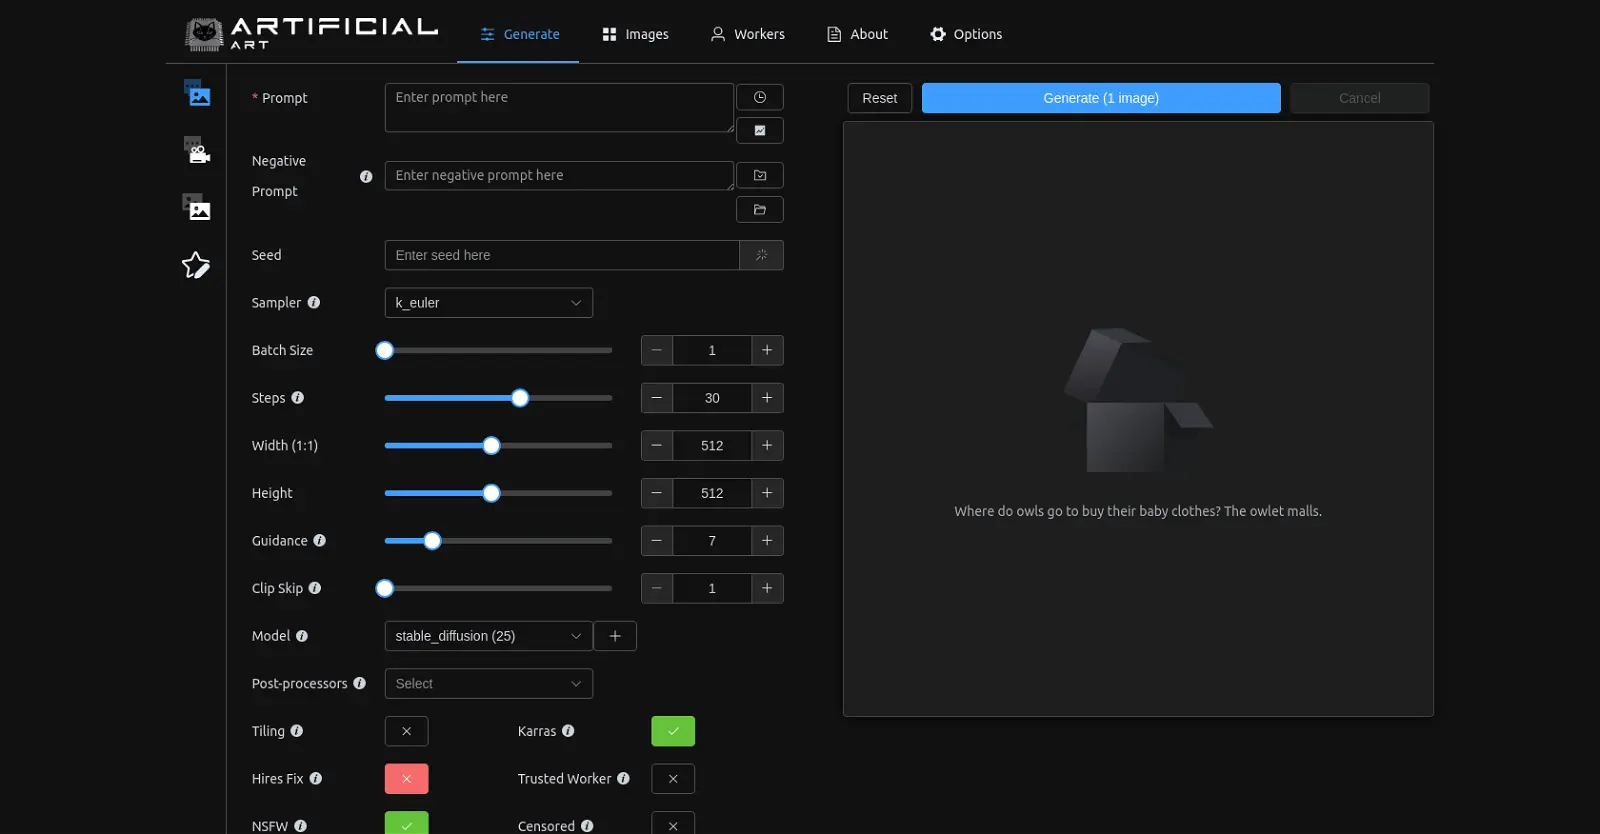 ARTIFICIAL
ART
Generate
Images
Workers
About
Options
* Prompt
Enter prompt here
Negative
Prompt
Enter negative prompt here
Seed
Enter seed here
Sampler
k_euler
Batch Size
1
Steps
30
Width (1:1)
512
Height
512
Guidance
7
Clip Skip
1
Model
stable_diffusion (25)
Post-processors
Select
Tiling
Karras
Hires Fix
Trusted Worker
NSFW
Censored
Reset
Generate (1 image)
Cancel
Where do owls go to buy their baby clothes? The owlet malls.